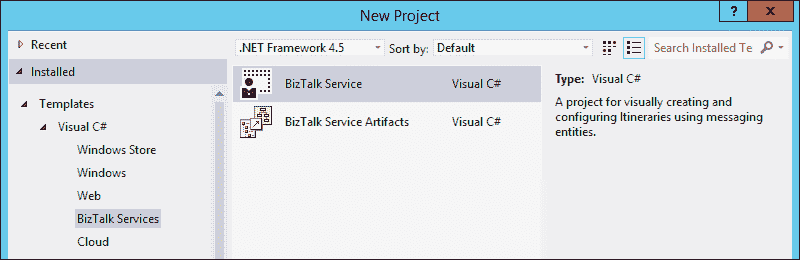 New Project
?
x
Recent
.NET Framework 4.5
Sort by:
Default
Search Installed Te
Installed
BizTalk Service
Visual C#
Type: Visual C#
A project for visually creating and
configuring Itineraries using messaging
entities.
Templates
BizTalk Service Artifacts
Visual C#
Visual C#
Windows Store
Windows
Web
BizTalk Services
Cloud